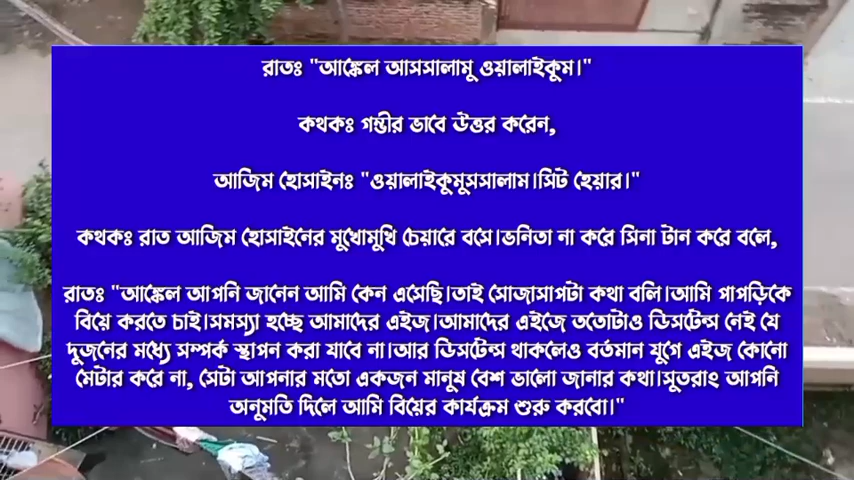 রাতঃ "আঙ্কেল আসসালামু ওয়ালাইকুম।"
কথকঃ গম্ভীর ভাবে উত্তর করেন,
আজিম হোসাইনঃ "ওয়ালাইকুমুসসালাম।সিট হেয়ার।"
কথকঃ রাত আজিম হোসাইনের মুখোমুখি চেয়ারে বসে।ভনিতা না করে সিনা টান করে বলে,
রাতঃ "আঙ্কেল আপনি জানেন আমি কেন এসেছি।তাই সোজাসাপটা কথা বলি।আমি পাপড়িকে
বিয়ে করতে চাই।সমস্যা হচ্ছে আমাদের এইজ।আমাদের এইজে ততোটাও ডিসটেন্স নেই যে
দুজনের মধ্যে সম্পর্ক স্থাপন করা যাবে না।আর ডিসটেন্স থাকলেও বর্তমান যুগে এইজ কোনো
মেটার করে না, সেটা আপনার মতো একজন মানুষ বেশ ভালো জানার কথা।সুতরাং আপনি
অনুমতি দিলে আমি বিয়ের কার্যক্রম শুরু করবো।"